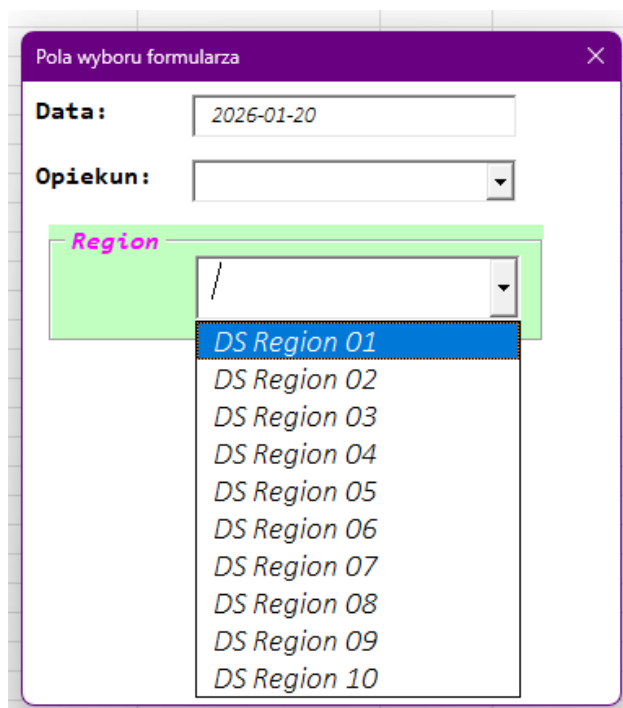 Pola wyboru formularza
Data: 2026-01-20
Opiekun:
Region
DS Region 01
DS Region 02
DS Region 03
DS Region 04
DS Region 05
DS Region 06
DS Region 07
DS Region 08
DS Region 09
DS Region 10